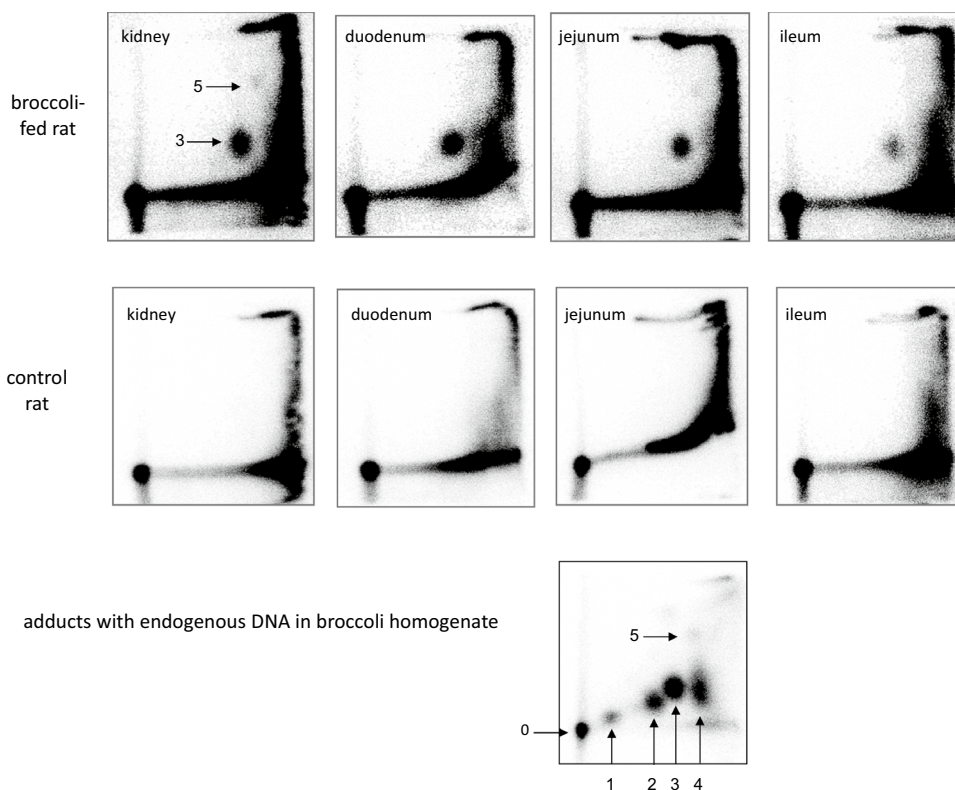 kidney
duodenum
jejunum
ileum
5
broccoli-
fed rat
3
kidney
duodenum
jejunum
ileum
control
rat
adducts with endogenous DNA in broccoli homogenate
5
0
1 2 3 4